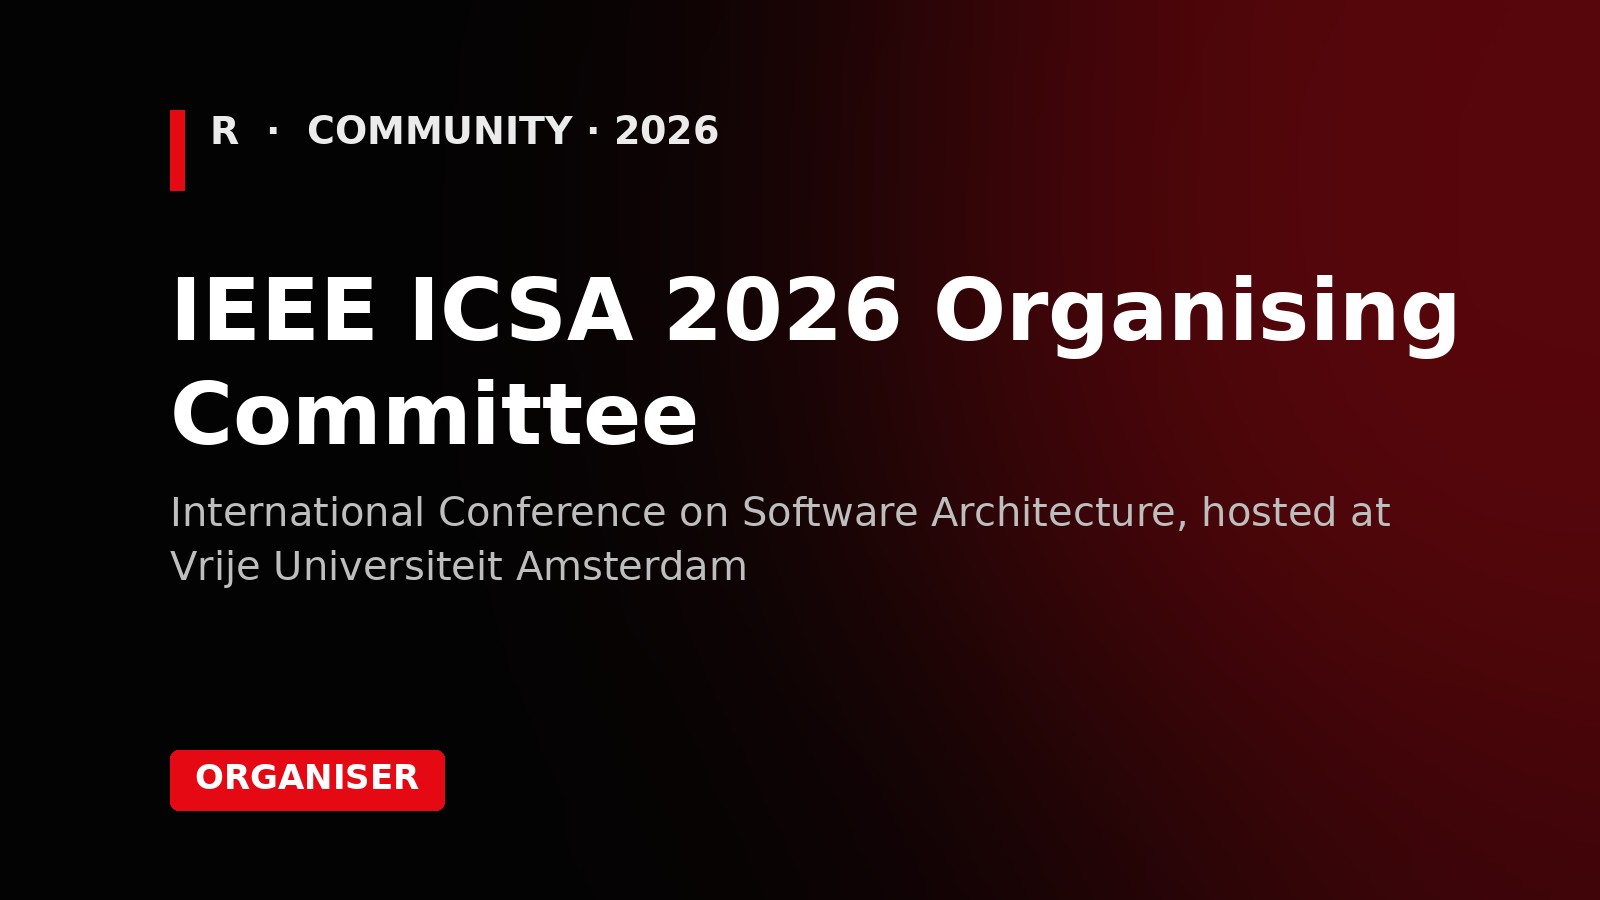 R · COMMUNITY · 2026
IEEE ICSA 2026 Organising
Committee
International Conference on Software Architecture, hosted at
Vrije Universiteit Amsterdam
ORGANISER